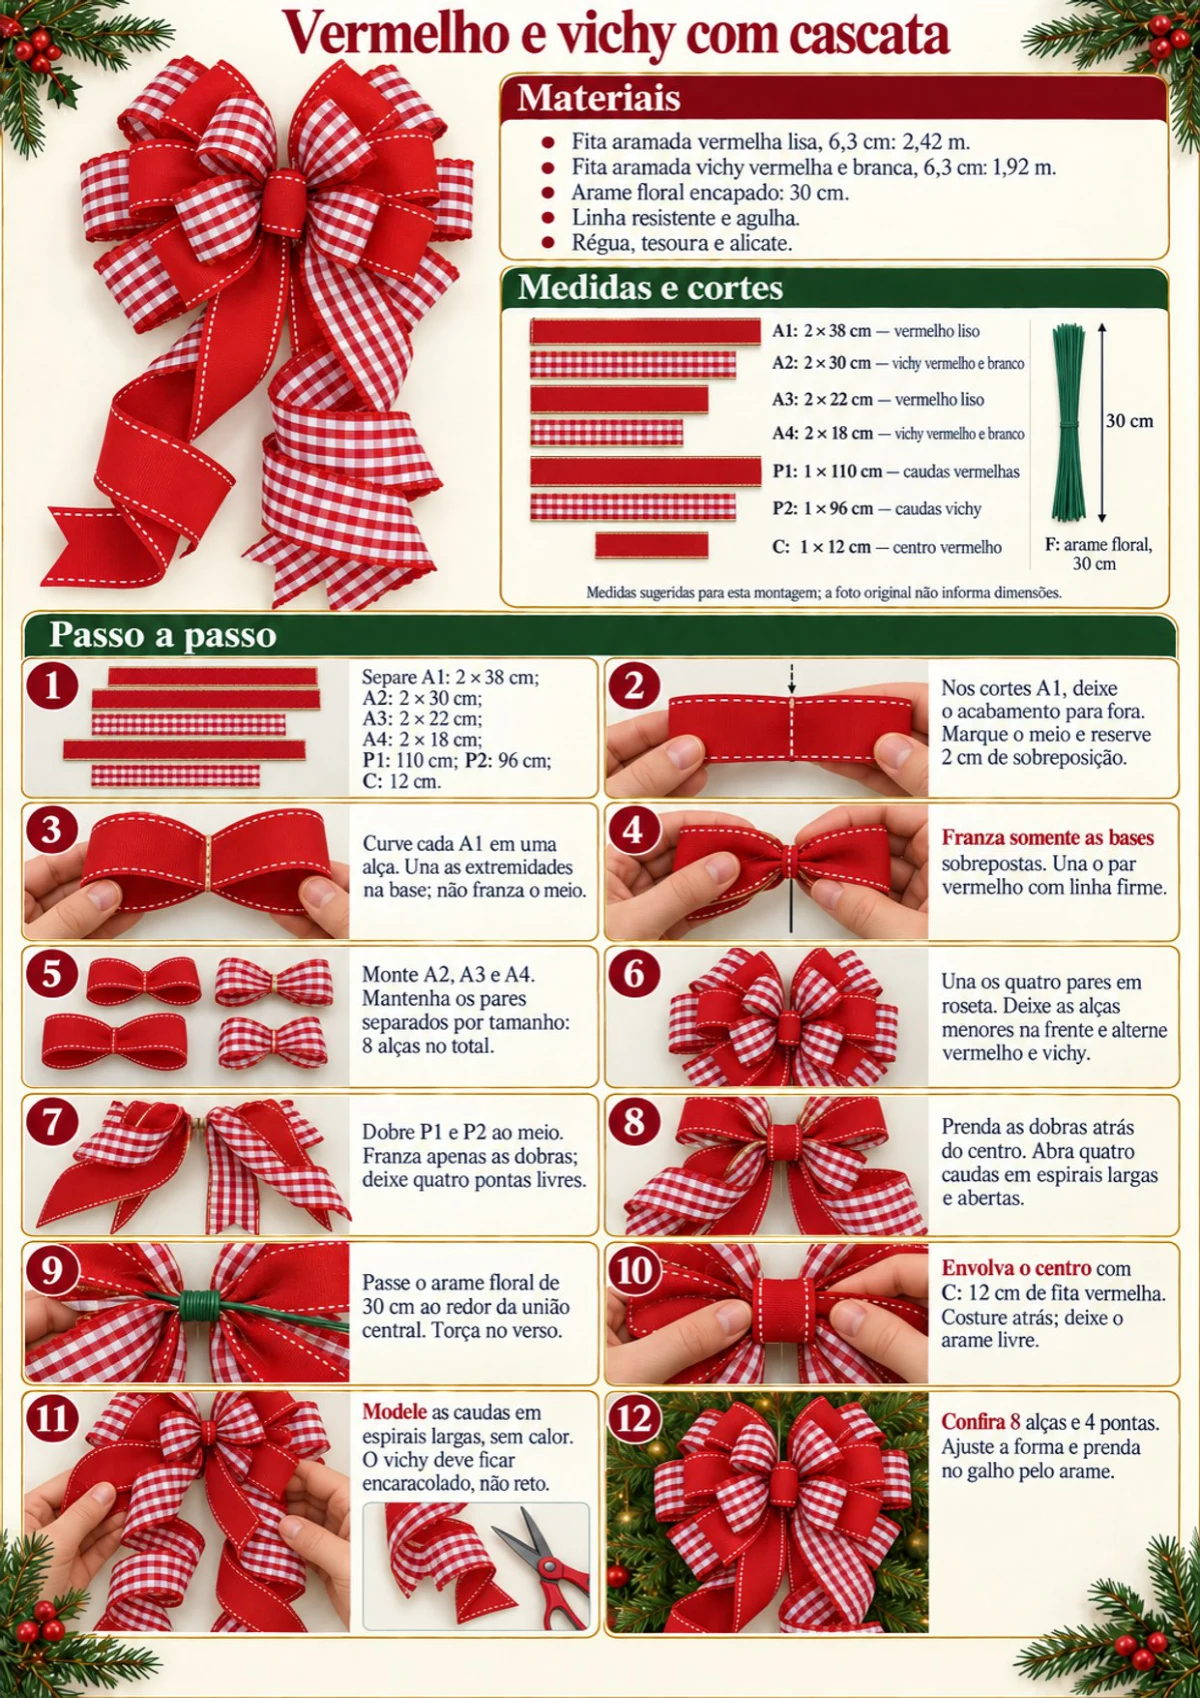 Vermelho e vichy com cascata
Materiais
Fita aramada vermelha lisa, 6,3 cm: 2,42 m.
Fita aramada vichy vermelha e branca, 6,3 cm: 1,92 m.
Arame floral encapado: 30 cm.
Linha resistente e agulha.
Régua, tesoura e alicate.
Medidas e cortes
A1: 2 × 38 cm — vermelho liso
A2: 2 × 30 cm — vichy vermelho e branco
A3: 2 × 22 cm — vermelho liso
A4: 2 × 18 cm — vichy vermelho e branco
P1: 1 × 110 cm — caudas vermelhas
P2: 1 × 96 cm — caudas vichy
C: 1 × 12 cm — centro vermelho
30 cm
F: arame floral,
30 cm
Medidas sugeridas para esta montagem; a foto original não informa dimensões.
Passo a passo
1
Separe A1: 2 × 38 cm;
A2: 2 × 30 cm;
A3: 2 × 22 cm;
A4: 2 × 18 cm;
P1: 110 cm; P2: 96 cm;
C: 12 cm.
2
Nos cortes A1, deixe
o acabamento para fora.
Marque o meio e reserve
2 cm de sobreposição.
3
Curve cada A1 em uma
alça. Una as extremidades
na base; não franza o meio.
4
Franza somente as bases
sobrepostas. Una o par
vermelho com linha firme.
5
Monte A2, A3 e A4.
Mantenha os pares
separados por tamanho:
8 alças no total.
6
Una os quatro pares em
roseta. Deixe as alças
menores na frente e alterne
vermelho e vichy.
7
Dobre P1 e P2 ao meio.
Franza apenas as dobras;
deixe quatro pontas livres.
8
Prenda as dobras atrás
do centro. Abra quatro
caudas em espirais largas
e abertas.
9
Passe o arame floral de
30 cm ao redor da união
central. Torça no verso.
10
Envolva o centro com
C: 12 cm de fita vermelha.
Costure atrás; deixe o
arame livre.
11
Modele as caudas em
espirais largas, sem calor.
O vichy deve ficar
encaracolado, não reto.
12
Confira 8 alças e 4 pontas.
Ajuste a forma e prenda
no galho pelo arame.